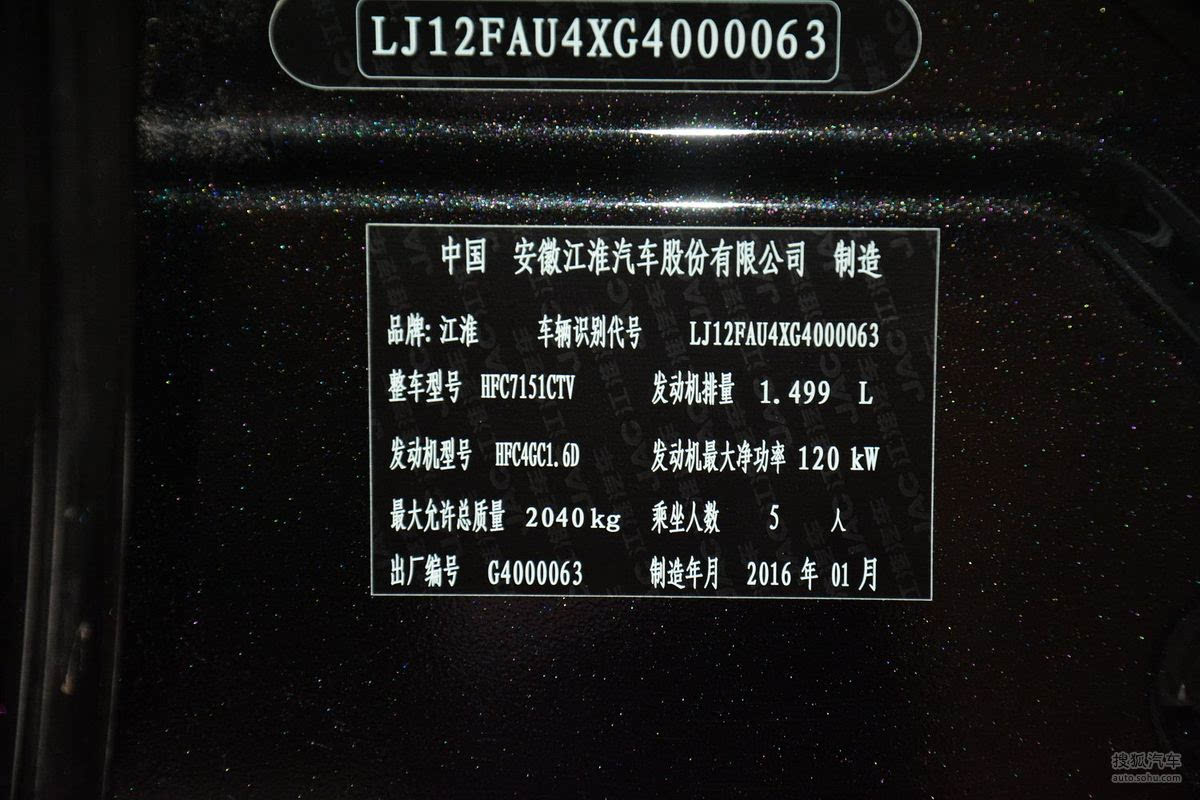 LJ12FAU4XG4000063
中国 安徽江淮汽车股份有限公司 制造
品牌: 江淮 车辆识别代号 LJ12FAU4XG4000063
整车型号 HFC7151CTV 发动机排量 1.499 L
发动机型号 HFC4GC1.6D 发动机最大净功率 120 kW
最大允许总质量 2040kg 乘坐人数 5 人
出厂编号 G4000063 制造年月 2016 年 01 月
搜狐汽车
auto.sohu.com